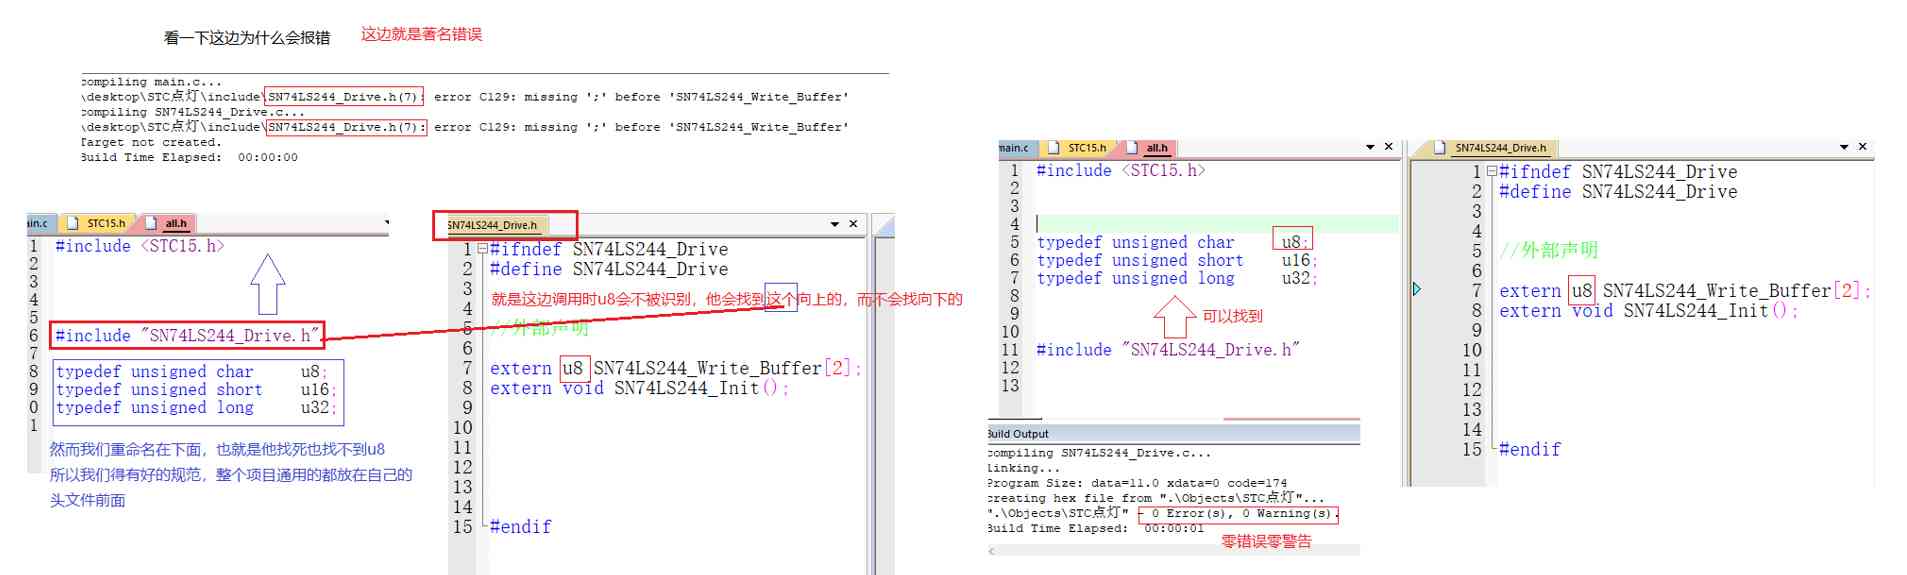 看一下这边为什么会报错
这边就是著名错误
compiling main.c...
\desktop\STC点灯\include\SN74LS244_Drive.h(7): error C129: missing ';' before 'SN74LS244_Write_Buffer'
compiling SN74LS244_Drive.c...
\desktop\STC点灯\include\SN74LS244_Drive.h(7): error C129: missing ';' before 'SN74LS244_Write_Buffer'
Target not created.
Build Time Elapsed:  00:00:00
ain.c STC15.h all.h
1 #include <STC15.h>
2
3
4
5
6 #include "SN74LS244_Drive.h"
7
8 typedef unsigned char u8;
9 typedef unsigned short u16;
0 typedef unsigned long u32;
1
然而我们重命名在下面，也就是他找死也找不到u8
所以我们得有好的规范，整个项目通用的都放在自己的
头文件前面
SN74LS244_Drive.h
1 #ifndef SN74LS244_Drive
2 #define SN74LS244_Drive
3
就是这边调用时u8会不被识别，他会找到这个向上的，而不会找向下的
4
5 //外部声明
6
7 extern u8 SN74LS244_Write_Buffer[2];
8 extern void SN74LS244_Init();
9
10
11
12
13
14
15 #endif
main.c STC15.h all.h
1 #include <STC15.h>
2
3
4
5 typedef unsigned char u8;
6 typedef unsigned short u16;
7 typedef unsigned long u32;
8
9
可以找到
10
11 #include "SN74LS244_Drive.h"
12
13
SN74LS244_Drive.h
1 #ifndef SN74LS244_Drive
2 #define SN74LS244_Drive
3
4
5 //外部声明
6
7 extern u8 SN74LS244_Write_Buffer[2];
8 extern void SN74LS244_Init();
9
10
11
12
13
14
15 #endif
Build Output
compiling SN74LS244_Drive.c...
linking...
Program Size: data=11.0 xdata=0 code=174
creating hex file from ".\Objects\STC点灯"...
".\Objects\STC点灯" - 0 Error(s), 0 Warning(s).
Build Time Elapsed:  00:00:01
零错误零警告